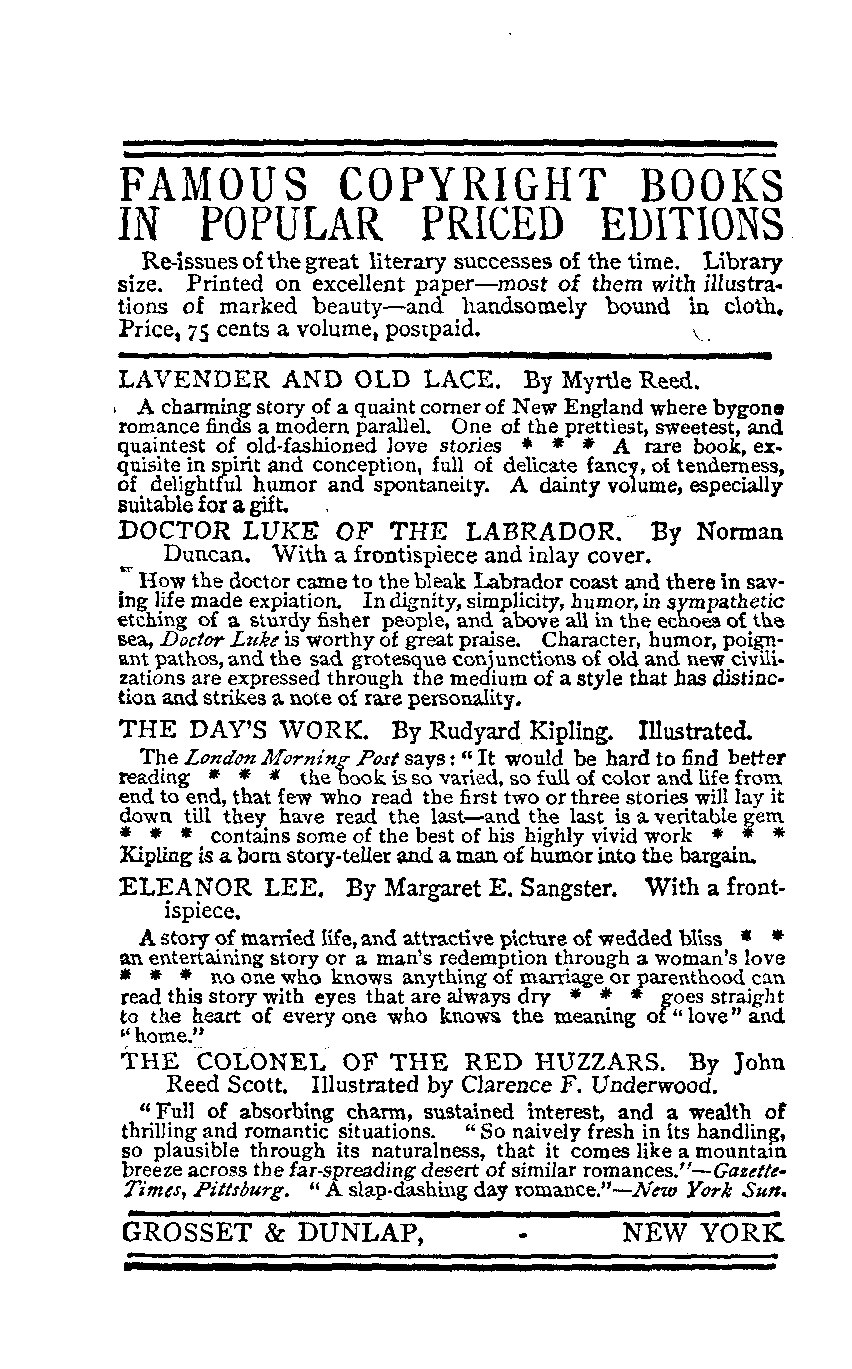 FAMOUS COPYRIGHT BOOKS
IN POPULAR PRICED EDITIONS
Re-issues of the great literary successes of the time. Library
size. Printed on excellent paper—most of them with illustra-
tions of marked beauty—and handsomely bound in cloth.
Price, 75 cents a volume, postpaid.
LAVENDER AND OLD LACE. By Myrtle Reed.
A charming story of a quaint corner of New England where bygone
romance finds a modern parallel. One of the prettiest, sweetest, and
quaintest of old-fashioned love stories * * * A rare book, ex-
quisite in spirit and conception, full of delicate fancy, of tenderness,
of delightful humor and spontaneity. A dainty volume, especially
suitable for a gift.
DOCTOR LUKE OF THE LABRADOR. By Norman
Duncan. With a frontispiece and inlay cover.
How the doctor came to the bleak Labrador coast and there in sav-
ing life made expiation. In dignity, simplicity, humor, in sympathetic
etching of a sturdy fisher people, and above all in the echoes of the
sea, Doctor Luke is worthy of great praise. Character, humor, poign-
ant pathos, and the sad grotesque conjunctions of old and new civili-
zations are expressed through the medium of a style that has distinc-
tion and strikes a note of rare personality.
THE DAY'S WORK. By Rudyard Kipling. Illustrated.
The London Morning Post says: "It would be hard to find better
reading * * * the book is so varied, so full of color and life from
end to end, that few who read the first two or three stories will lay it
down till they have read the last—and the last is a veritable gem
* * * contains some of the best of his highly vivid work * * *
Kipling is a born story-teller and a man of humor into the bargain.
ELEANOR LEE. By Margaret E. Sangster. With a front-
ispiece.
A story of married life, and attractive picture of wedded bliss * *
an entertaining story or a man's redemption through a woman's love
* * * no one who knows anything of marriage or parenthood can
read this story with eyes that are always dry * * * goes straight
to the heart of every one who knows the meaning of "love" and
"home."
THE COLONEL OF THE RED HUZZARS. By John
Reed Scott. Illustrated by Clarence F. Underwood.
"Full of absorbing charm, sustained interest, and a wealth of
thrilling and romantic situations. "So naively fresh in its handling,
so plausible through its naturalness, that it comes like a mountain
breeze across the far-spreading desert of similar romances."—Gazette-
Times, Pittsburg. "A slap-dashing day romance."—New York Sun.
GROSSET & DUNLAP, - NEW YORK